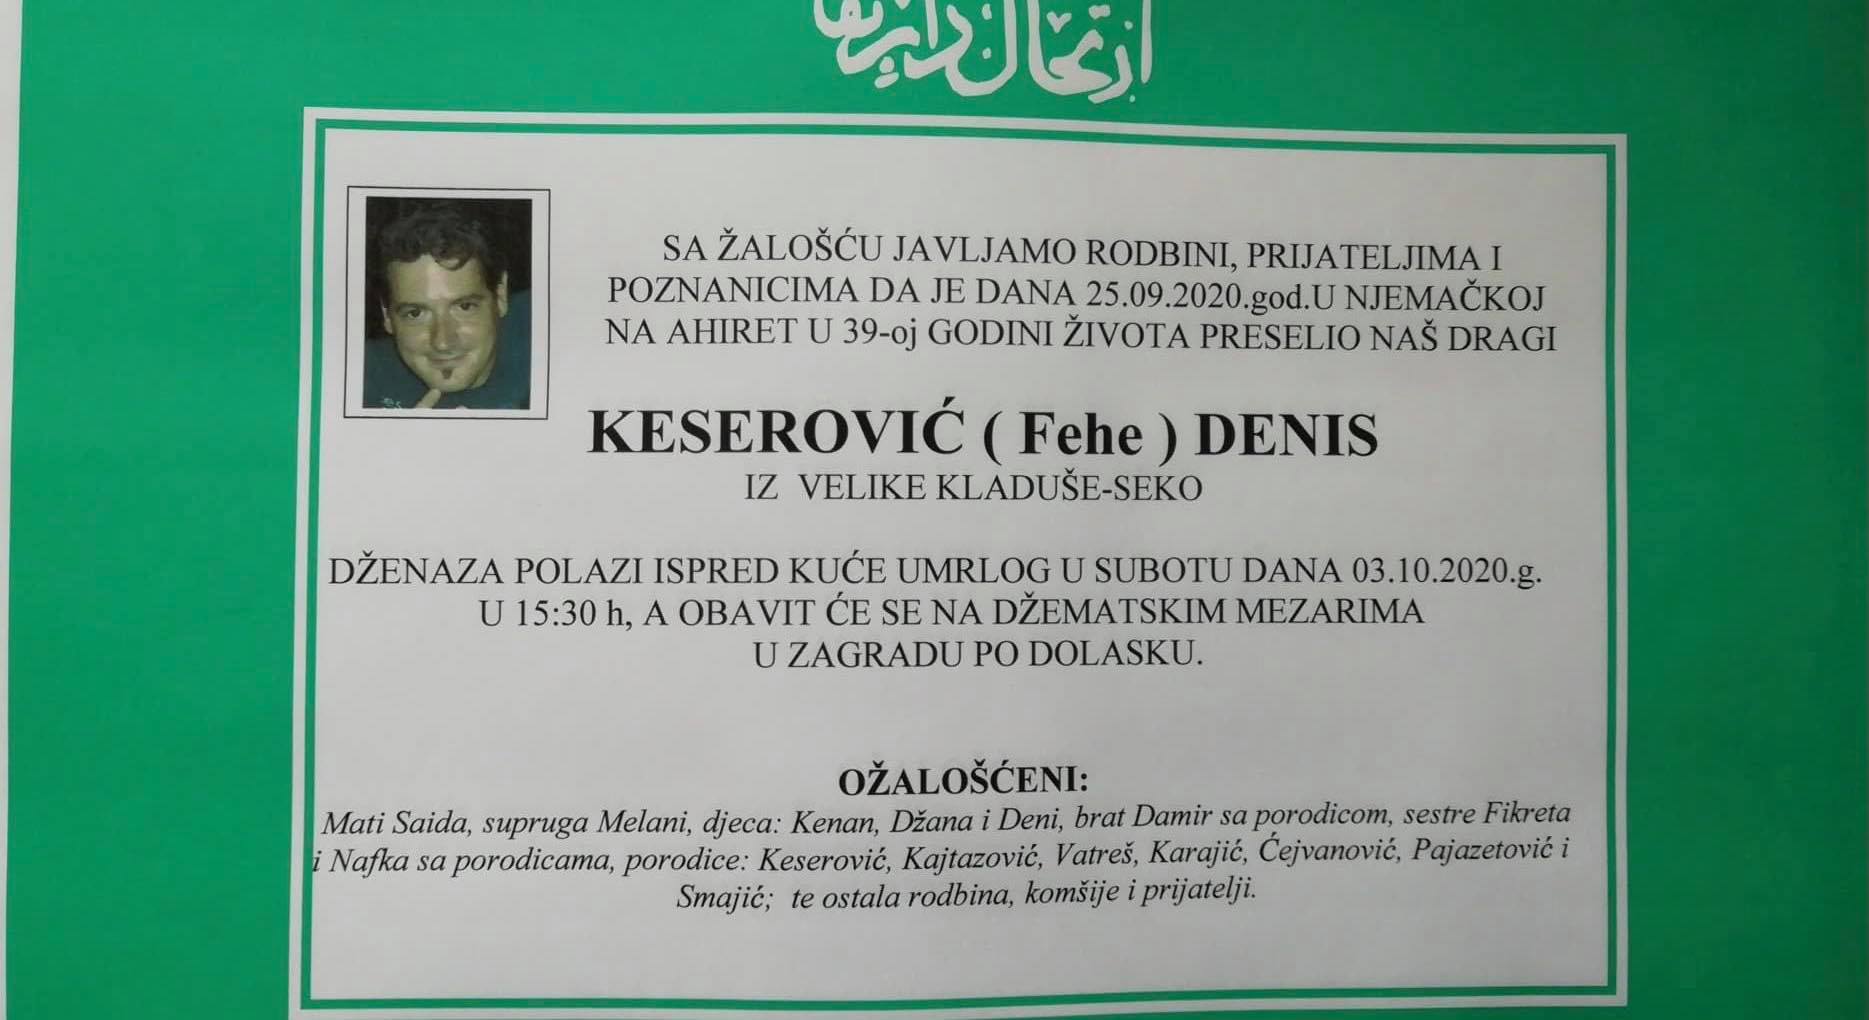 ارتحال دار بقا
SA ŽALOŠĆU JAVLJAMO RODBINI, PRIJATELJIMA I
POZNANICIMA DA JE DANA 25.09.2020.god.U NJEMAČKOJ
NA AHIRET U 39-oj GODINI ŽIVOTA PRESELIO NAŠ DRAGI
KESEROVIĆ ( Fehe ) DENIS
IZ VELIKE KLADUŠE-SEKO
DŽENAZA POLAZI ISPRED KUĆE UMRLOG U SUBOTU DANA 03.10.2020.g.
U 15:30 h, A OBAVIT ĆE SE NA DŽEMATSKIM MEZARIMA
U ZAGRADU PO DOLASKU.
OŽALOŠĆENI:
Mati Saida, supruga Melani, djeca: Kenan, Džana i Deni, brat Damir sa porodicom, sestre Fikreta
i Nafka sa porodicama, porodice: Keserović, Kajtazović, Vatreš, Karajić, Ćejvanović, Pajazetović i
Smajić; te ostala rodbina, komšije i prijatelji.